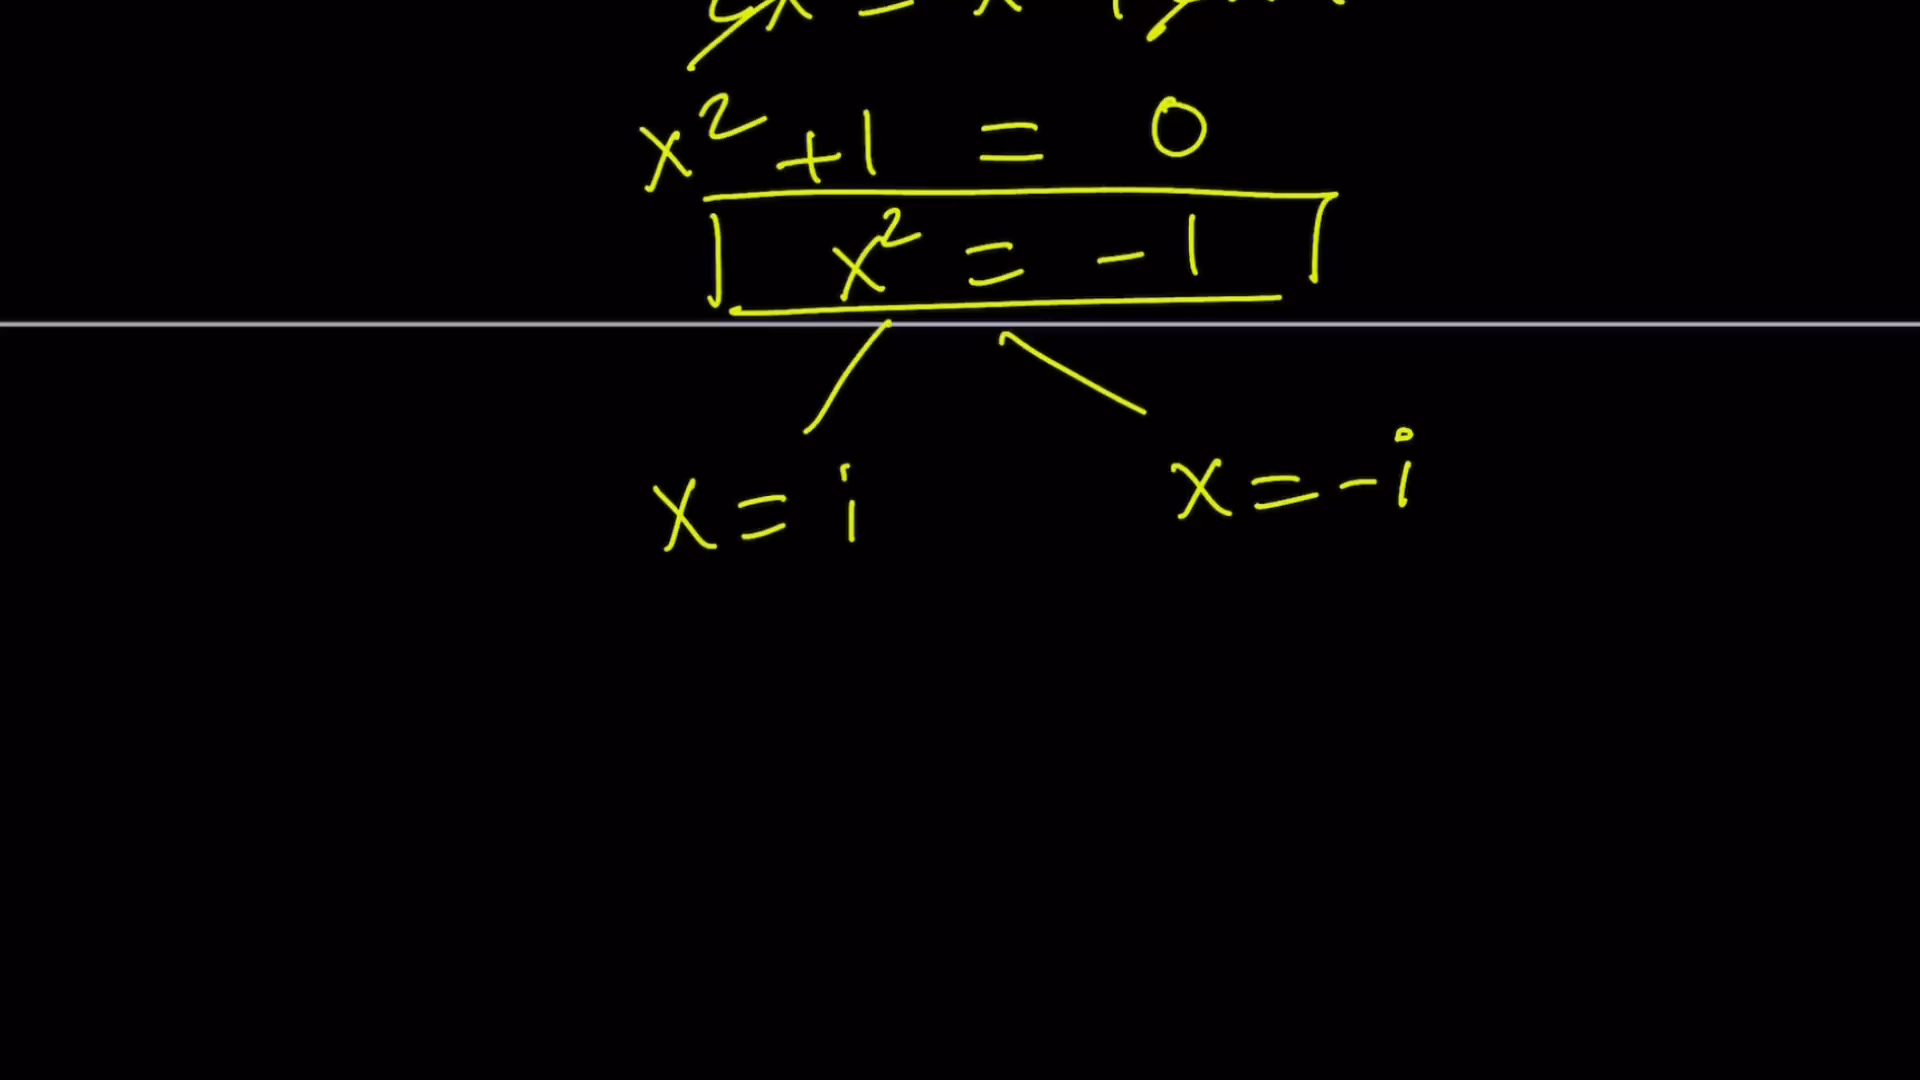 x² + 1 = 0
x² = -1
x = i x = -i